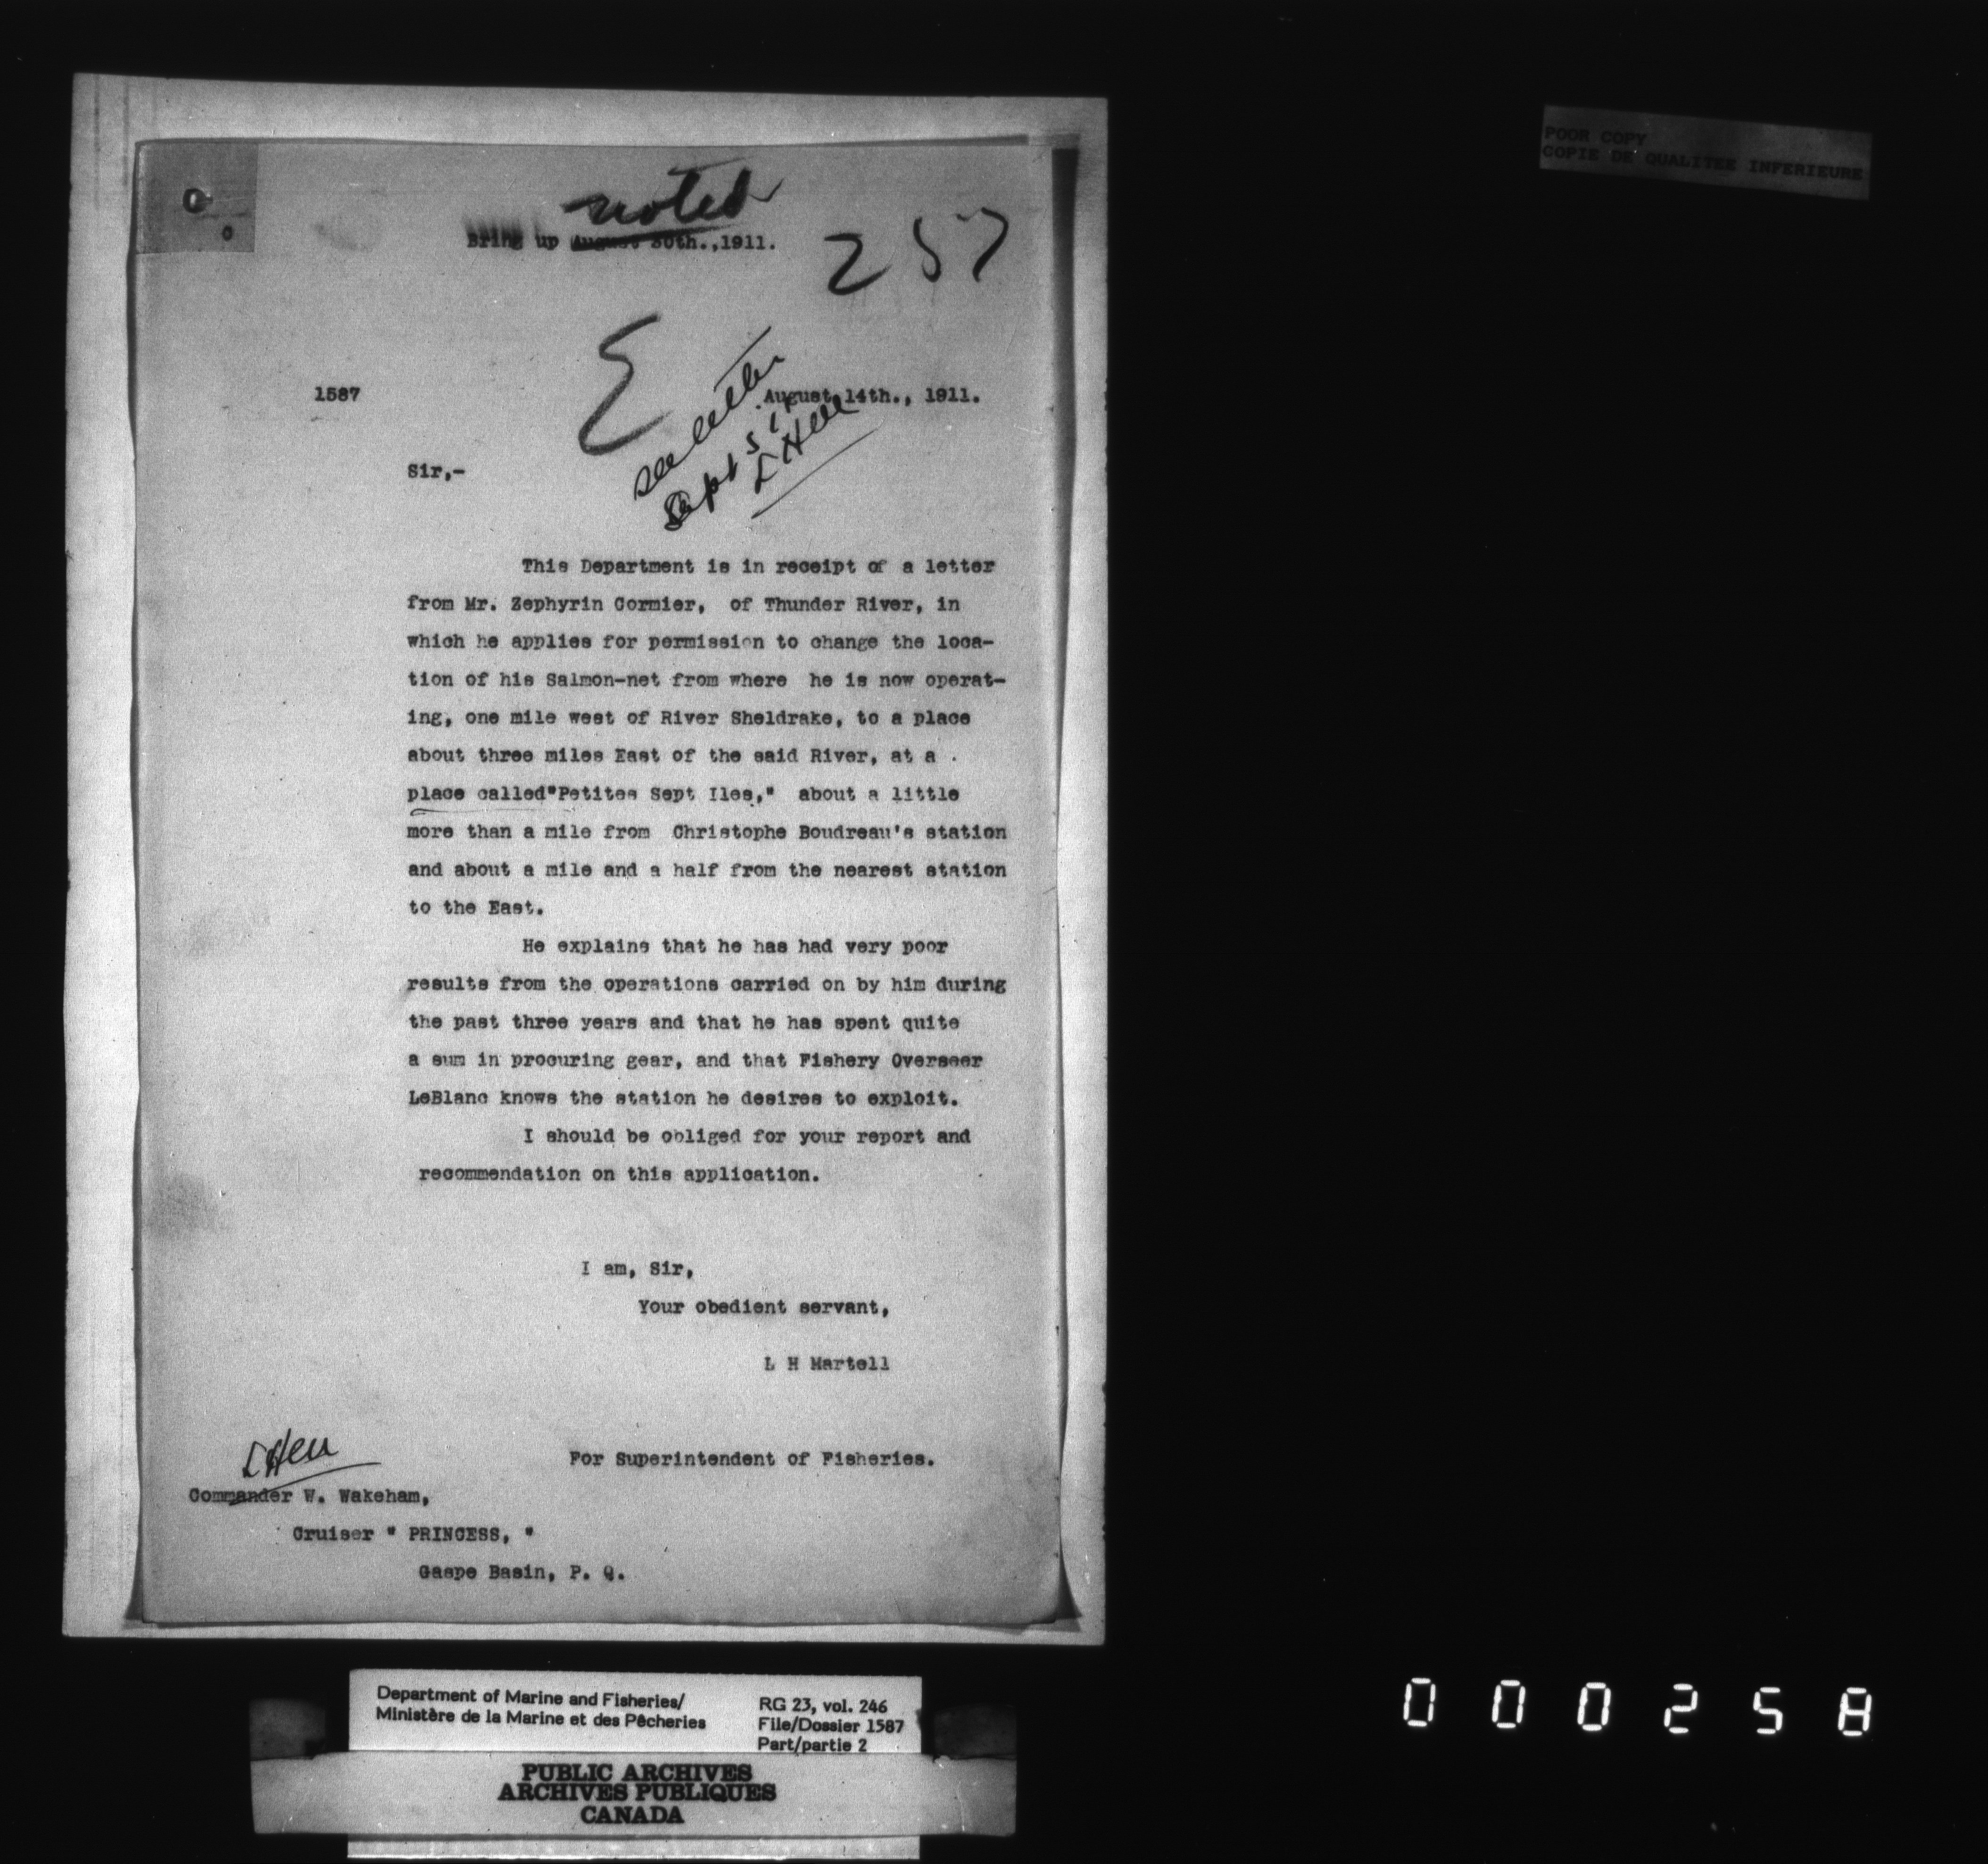 POOR COPY
COPIE DE QUALITEE INFERIEURE
noted
Bring up August 30th.,1911.
257
1587
August 14th., 1911.
see letter
Sept 5
Sir,-
This Department is in receipt of a letter
from Mr. Zephyrin Cormier, of Thunder River, in
which he applies for permission to change the loca-
tion of his Salmon-net from where he is now operat-
ing, one mile west of River Sheldrake, to a place
about three miles East of the said River, at a
place called"Petites Sept Iles," about a little
more than a mile from Christophe Boudreau's station
and about a mile and a half from the nearest station
to the East.
He explains that he has had very poor
results from the operations carried on by him during
the past three years and that he has spent quite
a sum in procuring gear, and that Fishery Overseer
LeBlanc knows the station he desires to exploit.
I should be obliged for your report and
recommendation on this application.
I am, Sir,
Your obedient servant,
L H Martell
For Superintendent of Fisheries.
Commander W. Wakeham,
Cruiser " PRINCESS, "
Gaspe Basin, P. Q.
Department of Marine and Fisheries/
Ministère de la Marine et des Pêcheries
RG 23, vol. 246
File/Dossier 1587
Part/partie 2
PUBLIC ARCHIVES
ARCHIVES PUBLIQUES
CANADA
000258